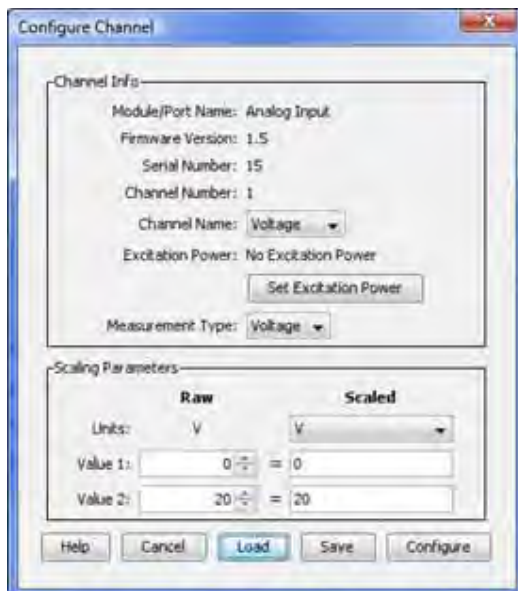 Configure Channel
Channel Info
Module/Port Name: Analog Input
Firmware Version: 1.5
Serial Number: 15
Channel Number: 1
Channel Name: Voltage
Excitation Power: No Excitation Power
Set Excitation Power
Measurement Type: Voltage
Scaling Parameters
Raw Scaled
Units: V V
Value 1: 0 = 0
Value 2: 20 = 20
Help Cancel Load Save Configure